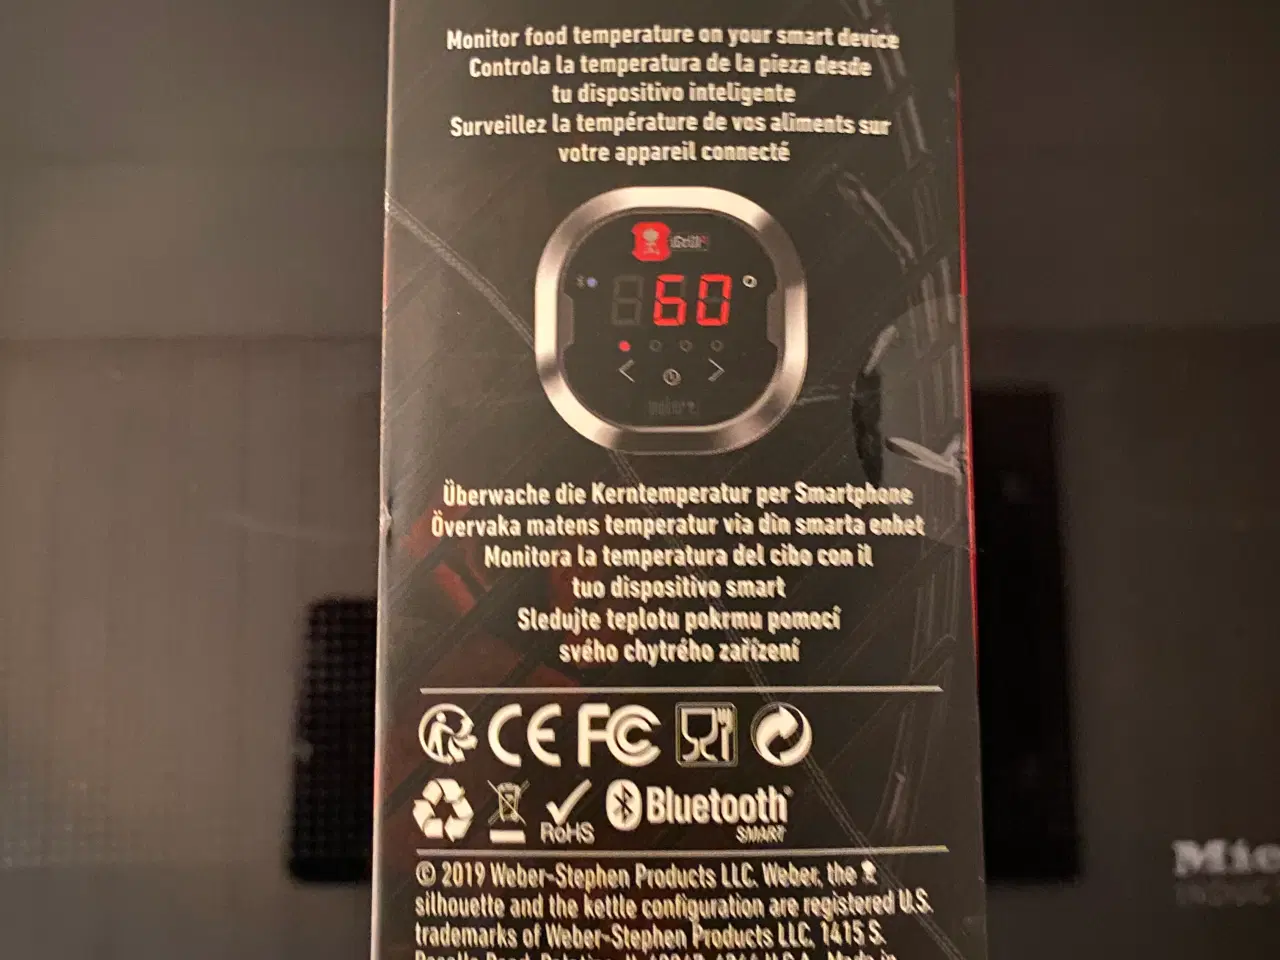 Monitor food temperature on your smart device
Controla la temperatura de la pieza desde
tu dispositivo inteligente
Surveillez la température de vos aliments sur
votre appareil connecté
iGrill
60
weber
Überwache die Kerntemperatur per Smartphone
Övervaka matens temperatur via din smarta enhet
Monitora la temperatura del cibo con il
tuo dispositivo smart
Sledujte teplotu pokrmu pomocí
svého chytrého zařízení
CE FC
RoHS Bluetooth
SMART
© 2019 Weber-Stephen Products LLC. Weber, the
silhouette and the kettle configuration are registered U.S.
trademarks of Weber-Stephen Products LLC, 1415 S.
Mie